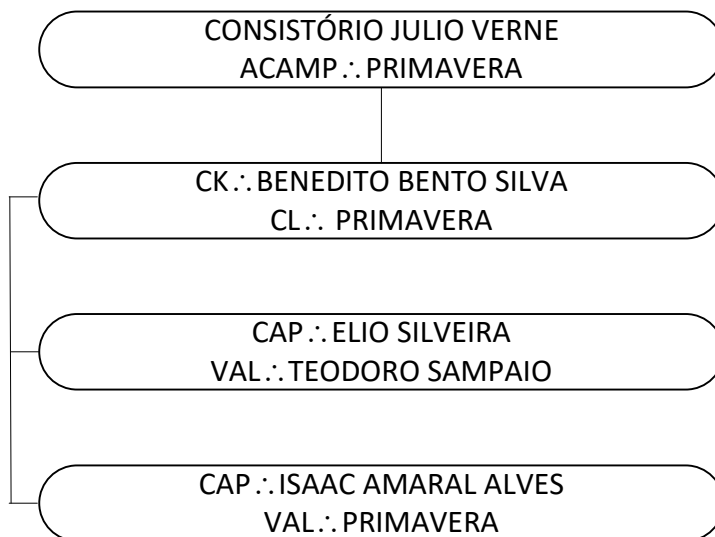 CONSISTÓRIO JULIO VERNE
ACAMP∴PRIMAVERA
CK∴BENEDITO BENTO SILVA
CL∴ PRIMAVERA
CAP∴ELIO SILVEIRA
VAL∴TEODORO SAMPAIO
CAP∴ISAAC AMARAL ALVES
VAL∴PRIMAVERA